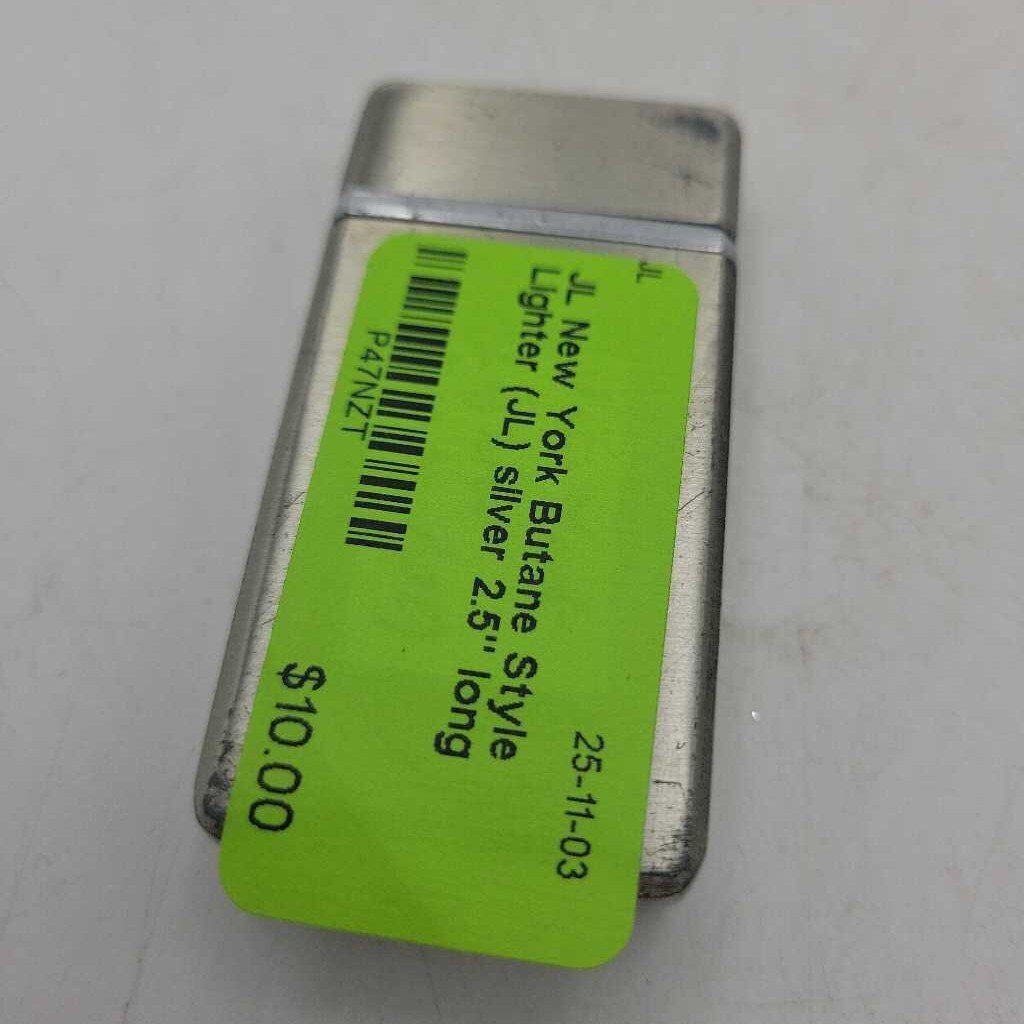 JL
25-11-03
JL New York Butane Style
Lighter (JL) silver 2.5" long
P47NZT
$10.00